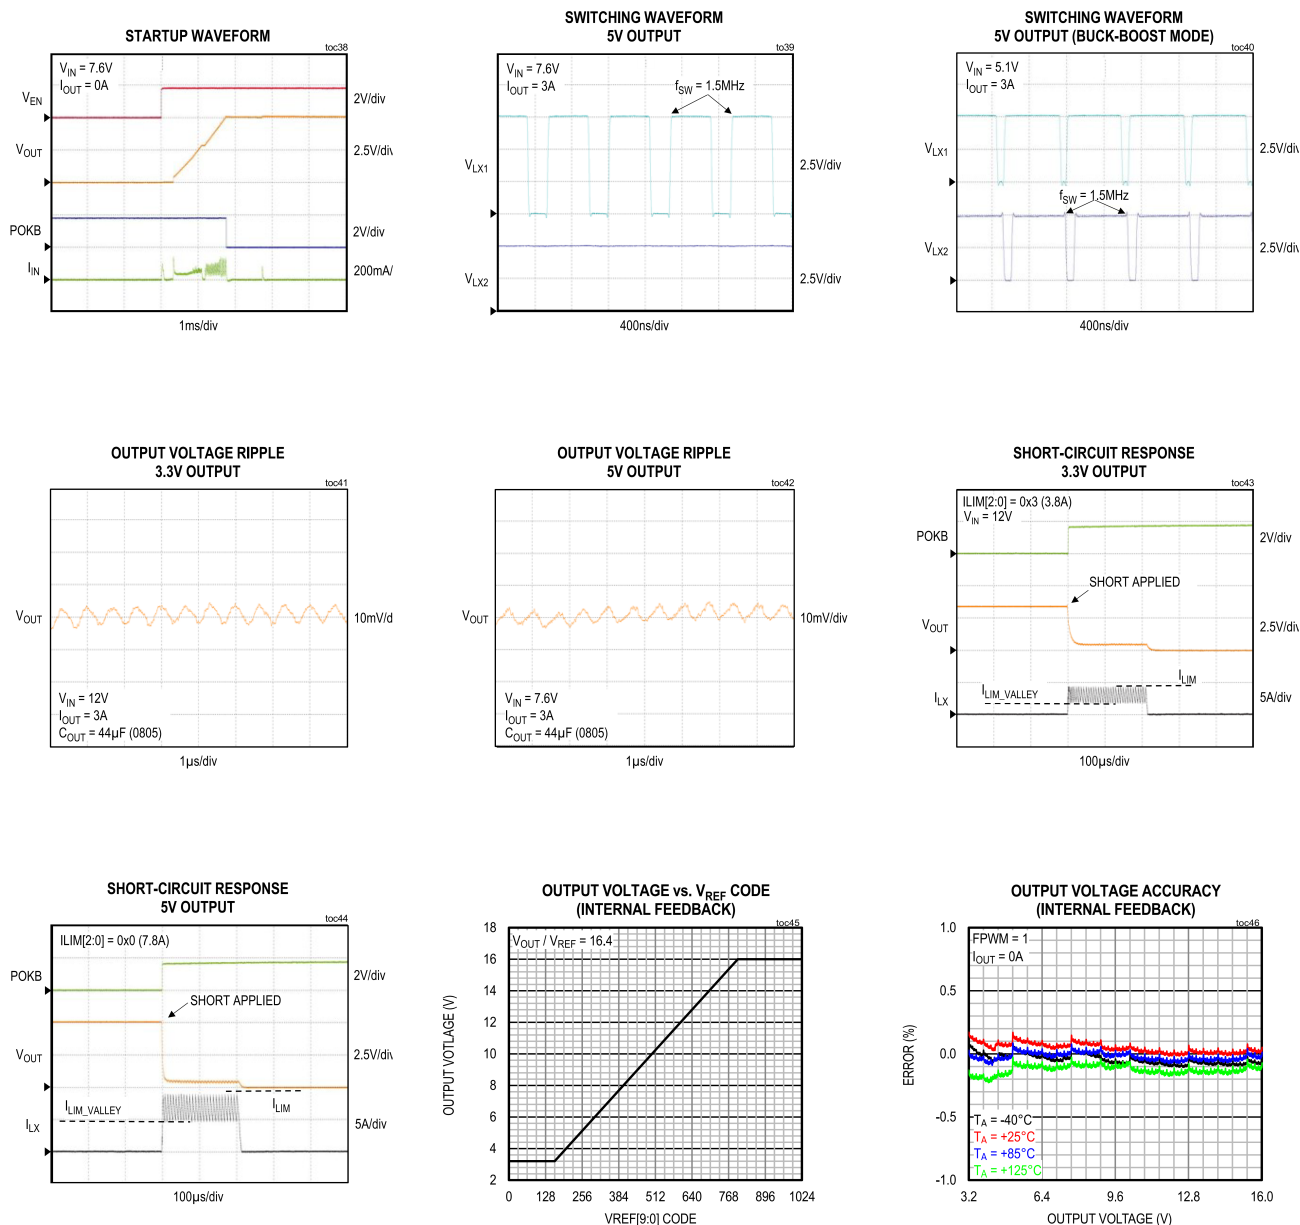 STARTUP WAVEFORM
toc38
VIN = 7.6V
IOUT = 0A
VEN
2V/div
VOUT
2.5V/div
POKB
2V/div
IIN
200mA/
1ms/div
SWITCHING WAVEFORM
5V OUTPUT
to39
VIN = 7.6V
IOUT = 3A
fSW = 1.5MHz
VLX1
2.5V/div
VLX2
2.5V/div
400ns/div
SWITCHING WAVEFORM
5V OUTPUT (BUCK-BOOST MODE)
toc40
VIN = 5.1V
IOUT = 3A
VLX1
2.5V/div
fSW = 1.5MHz
VLX2
2.5V/div
400ns/div
OUTPUT VOLTAGE RIPPLE
3.3V OUTPUT
toc41
VOUT
10mV/d
VIN = 12V
IOUT = 3A
COUT = 44µF (0805)
1µs/div
OUTPUT VOLTAGE RIPPLE
5V OUTPUT
toc42
VOUT
10mV/d
VIN = 7.6V
IOUT = 3A
COUT = 44µF (0805)
1µs/div
SHORT-CIRCUIT RESPONSE
3.3V OUTPUT
toc43
ILIM[2:0] = 0x3 (3.8A)
VIN = 12V
POKB
2V/div
SHORT APPLIED
VOUT
2.5V/div
ILIM
ILIM_VALLEY
ILX
5A/div
100µs/div
SHORT-CIRCUIT RESPONSE
5V OUTPUT
toc44
ILIM[2:0] = 0x0 (7.8A)
POKB
2V/div
SHORT APPLIED
VOUT
2.5V/div
ILIM_VALLEY
ILIM
ILX
5A/div
100µs/div
OUTPUT VOLTAGE vs. VREF CODE
(INTERNAL FEEDBACK)
toc45
VOUT / VREF = 16.4
18
16
14
12
10
8
6
4
2
OUTPUT VOTLAGE (V)
0 128 256 384 512 640 768 896 1024
VREF[9:0] CODE
OUTPUT VOLTAGE ACCURACY
(INTERNAL FEEDBACK)
toc46
FPWM = 1
IOUT = 0A
1.0
0.5
0.0
-0.5
-1.0
ERROR (%)
TA = -40°C
TA = +25°C
TA = +85°C
TA = +125°C
3.2 6.4 9.6 12.8 16.0
OUTPUT VOLTAGE (V)